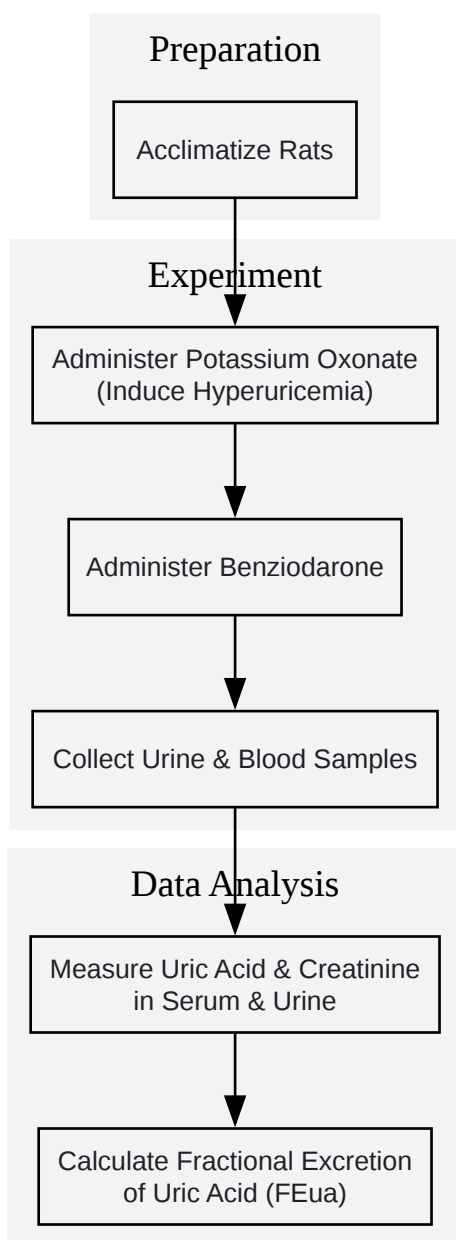 Preparation
Acclimatize Rats
Experiment
Administer Potassium Oxonate
(Induce Hyperuricemia)
Administer Benziodarone
Collect Urine & Blood Samples
Data Analysis
Measure Uric Acid & Creatinine
in Serum & Urine
Calculate Fractional Excretion
of Uric Acid (FEua)